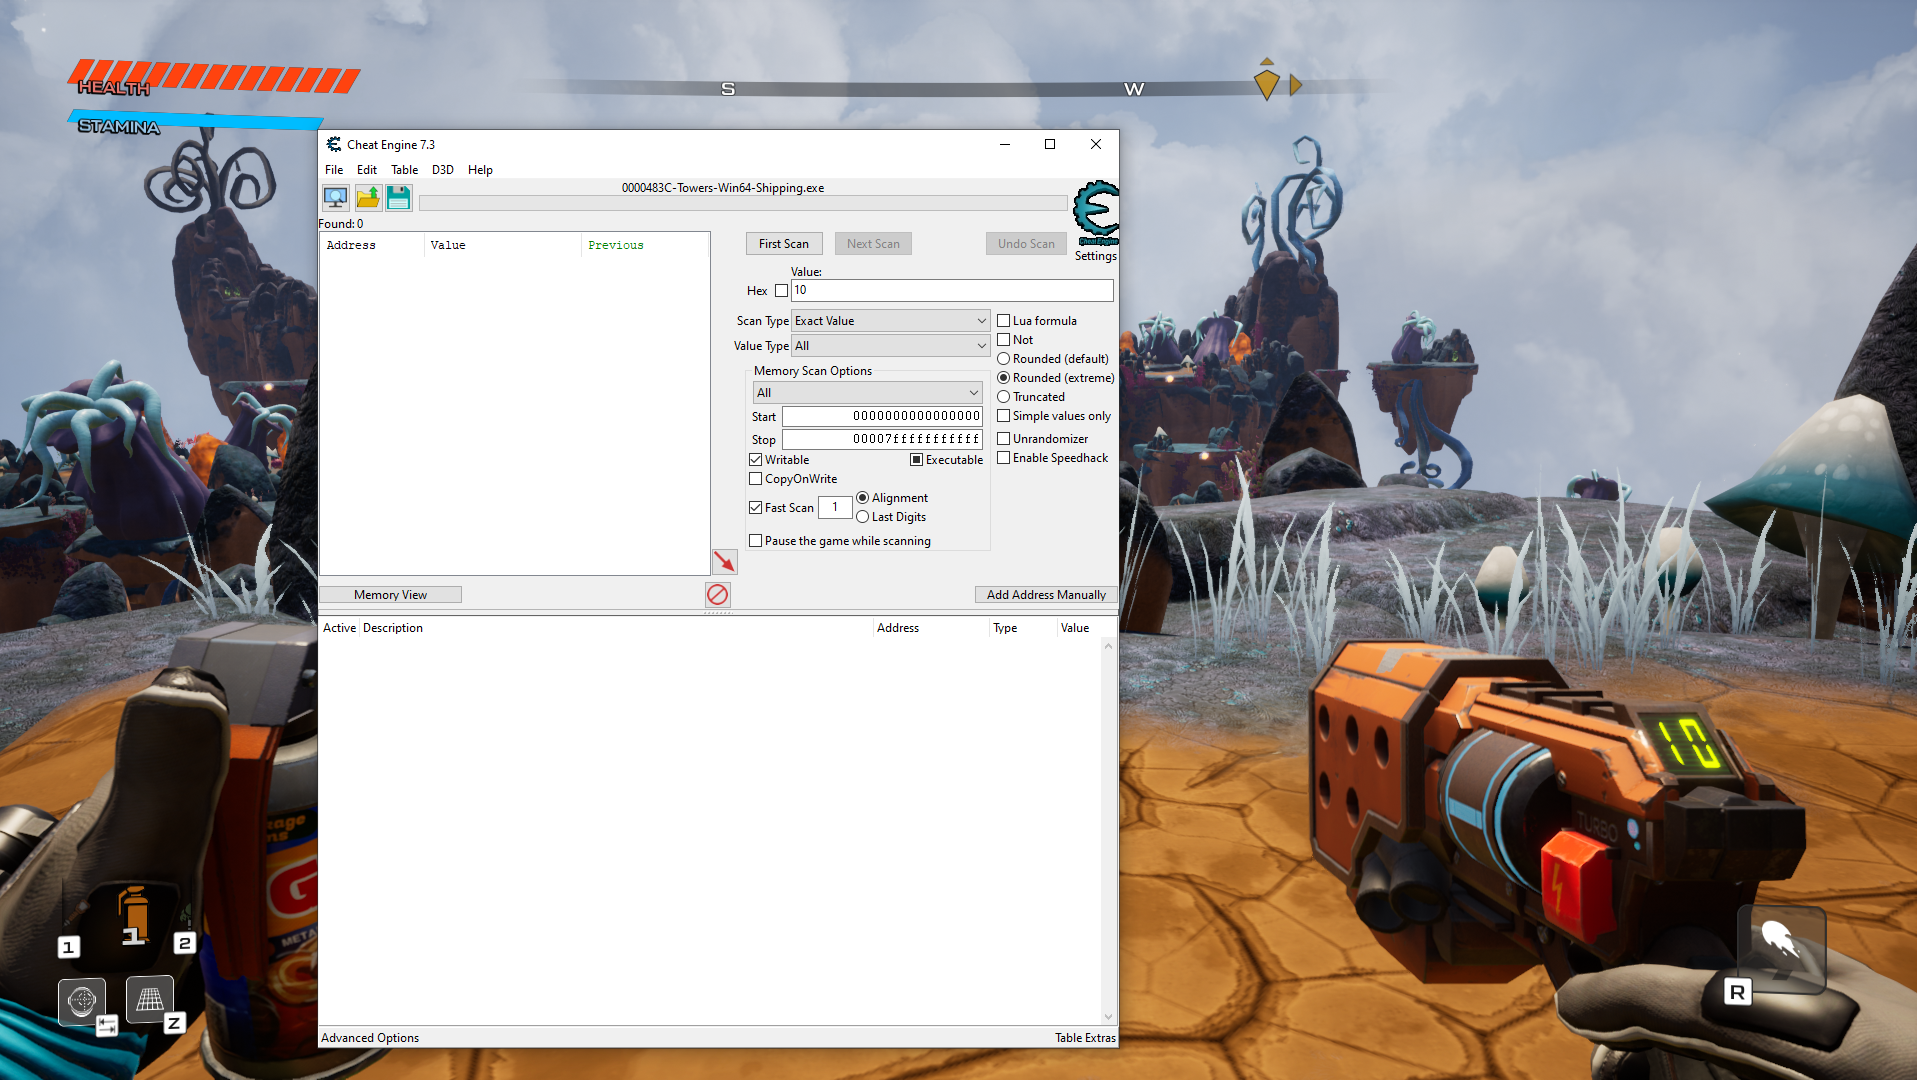 HEALTH
STAMINA
S
W
Cheat Engine 7.3
File Edit Table D3D Help
0000483C-Towers-Win64-Shipping.exe
Found: 0
Address Value Previous
First Scan Next Scan Undo Scan
Cheat Engine
Settings
Value:
Hex 10
Scan Type Exact Value
Value Type All
Lua formula
Not
Rounded (default)
Rounded (extreme)
Truncated
Simple values only
Unrandomizer
Enable Speedhack
Memory Scan Options
All
Start 0000000000000000
Stop 00007fffffffffff
Writable Executable
CopyOnWrite
Fast Scan 1 Alignment
Last Digits
Pause the game while scanning
Memory View
Add Address Manually
Active Description Address Type Value
Advanced Options Table Extras
10
TURBO
1
1
2
Z
R